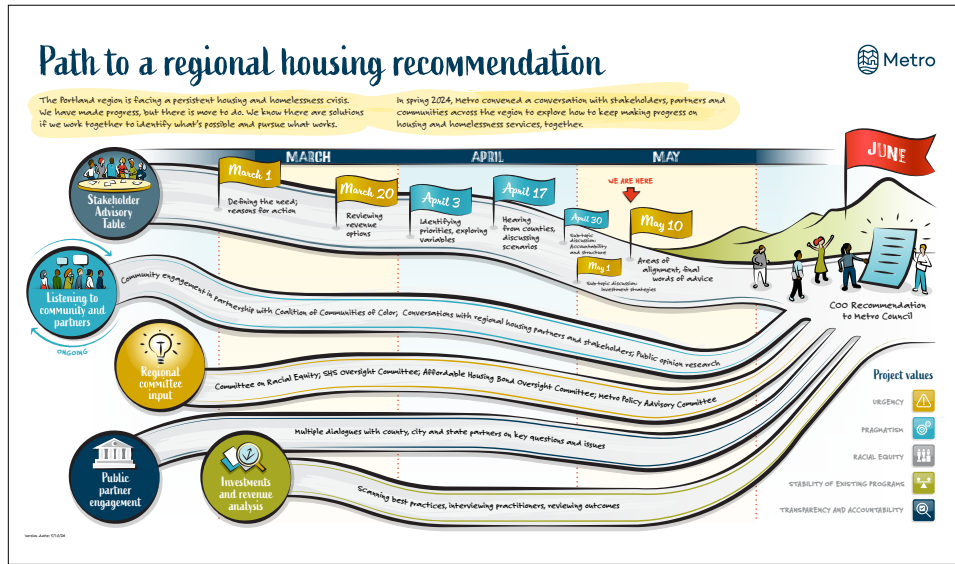 Path to a regional housing recommendation
Metro
The Portland region is facing a persistent housing and homelessness crisis.
We have made progress, but there is more to do. We know there are solutions
if we work together to identify what's possible and pursue what works.
In spring 2024, Metro convened a conversation with stakeholders, partners and
communities across the region to explore how to keep making progress on
housing and homelessness services, together.
MARCH
APRIL
MAY
JUNE
Stakeholder
Advisory
Table
March 1
Defining the need;
reasons for action
March 20
Reviewing
revenue
options
April 3
Identifying
priorities, exploring
variables
April 17
Hearing
from counties,
discussing
scenarios
April 30
Sub-topic
discussion:
Accountability
and structure
May 1
Sub-topic discussion:
Investment strategies
WE ARE HERE
May 10
Areas of
alignment, final
words of advice
COO Recommendation
to Metro Council
Listening to
community and
partners
ONGOING
Community engagement in partnership with Coalition of Communities of Color; Conversations with regional housing partners and stakeholders; Public opinion research
Regional
committee
input
Committee on Racial Equity; SHS Oversight Committee; Affordable Housing Bond Oversight Committee; Metro Policy Advisory Committee
Public
partner
engagement
Multiple dialogues with county, city and state partners on key questions and issues
Investments
and revenue
analysis
Scanning best practices, interviewing practitioners, reviewing outcomes
Project values
URGENCY
PRAGMATISM
RACIAL EQUITY
STABILITY OF EXISTING PROGRAMS
TRANSPARENCY AND ACCOUNTABILITY